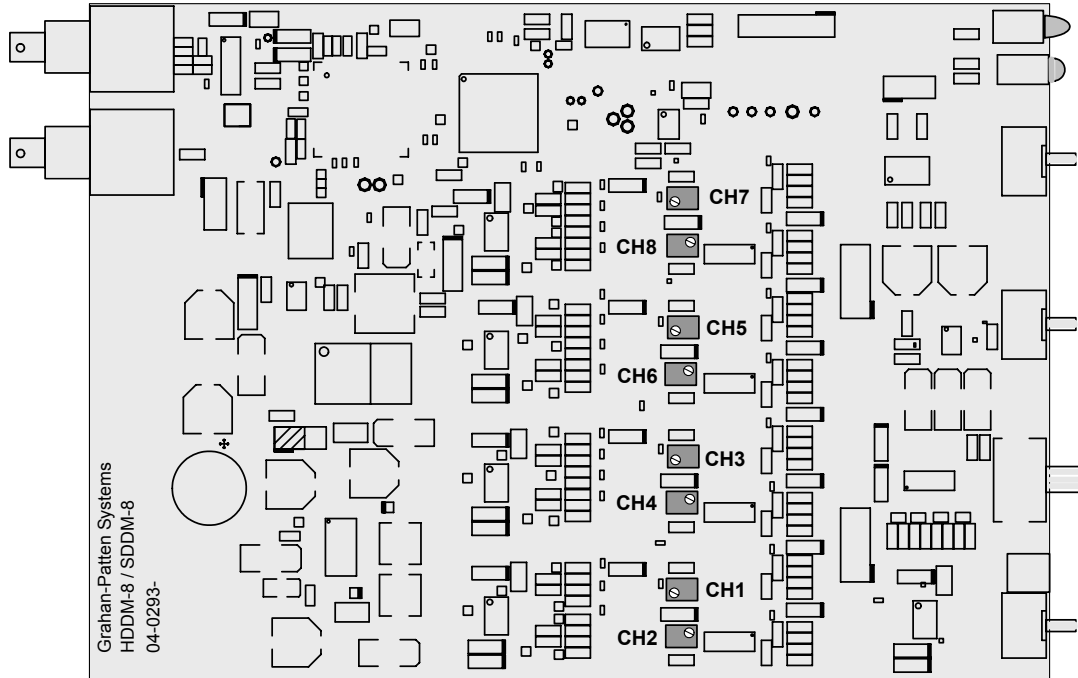 CH7
CH8
CH5
CH6
CH3
CH4
CH1
CH2
Grahan-Patten Systems
HDDM-8 / SDDM-8
04-0293-